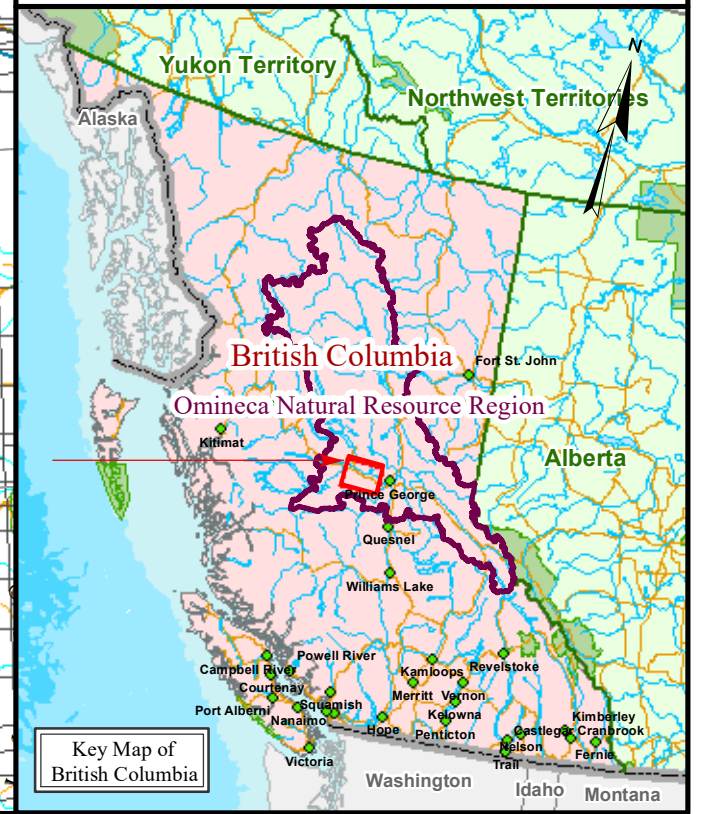 N
Yukon Territory
Northwest Territories
Alaska
British Columbia
Fort St. John
Omineca Natural Resource Region
Kitimat
Alberta
Prince George
Quesnel
Williams Lake
Powell River
Campbell River
Kamloops
Revelstoke
Courtenay
Merritt
Vernon
Port Alberni
Squamish
Nanaimo
Kelowna
Kimberley
Hope
Penticton
Castlegar
Cranbrook
Nelson
Fernie
Trail
Victoria
Key Map of
British Columbia
Washington
Idaho
Montana